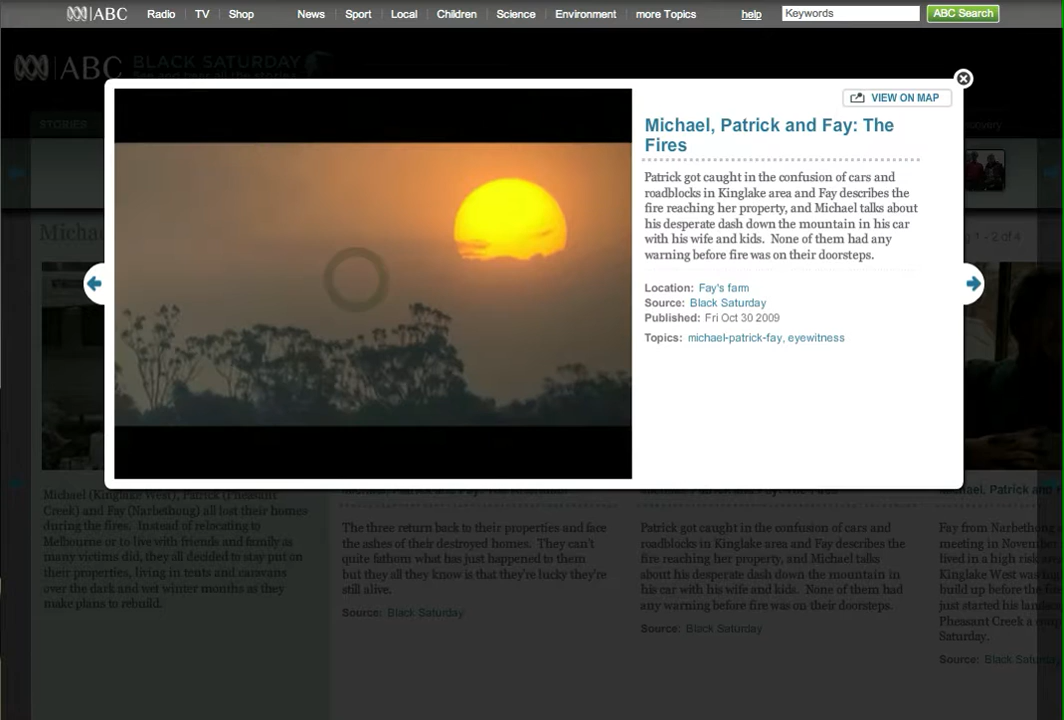 ABC
Radio
TV
Shop
News
Sport
Local
Children
Science
Environment
more Topics
help
Keywords
ABC Search
ABC
BLACK SATURDAY
STORIES
VIEW ON MAP
Michael, Patrick and Fay: The
Fires
Patrick got caught in the confusion of cars and
roadblocks in Kinglake area and Fay describes the
fire reaching her property, and Michael talks about
his desperate dash down the mountain in his car
with his wife and kids. None of them had any
warning before fire was on their doorsteps.
Location: Fay's farm
Source: Black Saturday
Published: Fri Oct 30 2009
Topics: michael-patrick-fay, eyewitness
Micha
1 - 2 of 4
Michael (Kinglake West), Patrick (Pheasant
Creek) and Fay (Narbethong) all lost their homes
during the fires. Instead of relocating to
Melbourne or to live with friends and family as
many victims did, they all decided to stay put on
their properties, living in tents and caravans
over the dark and wet winter months as they
make plans to rebuild.
The three return back to their properties and face
the ashes of their destroyed homes. They can't
quite fathom what has just happened to them
but they all they know is that they're lucky they're
still alive.
Source: Black Saturday
Patrick got caught in the confusion of cars and
roadblocks in Kinglake area and Fay describes the
fire reaching her property, and Michael talks
about his desperate dash down the mountain in
his car with his wife and kids. None of them had
any warning before fire was on their doorsteps.
Source: Black Saturday
Michael, Patrick and
Fay from Narbethong
meeting in November
lived in a high risk
Kinglake West was
build up before the
just started his
Pheasant Creek a
Saturday.
Source: Black Saturday